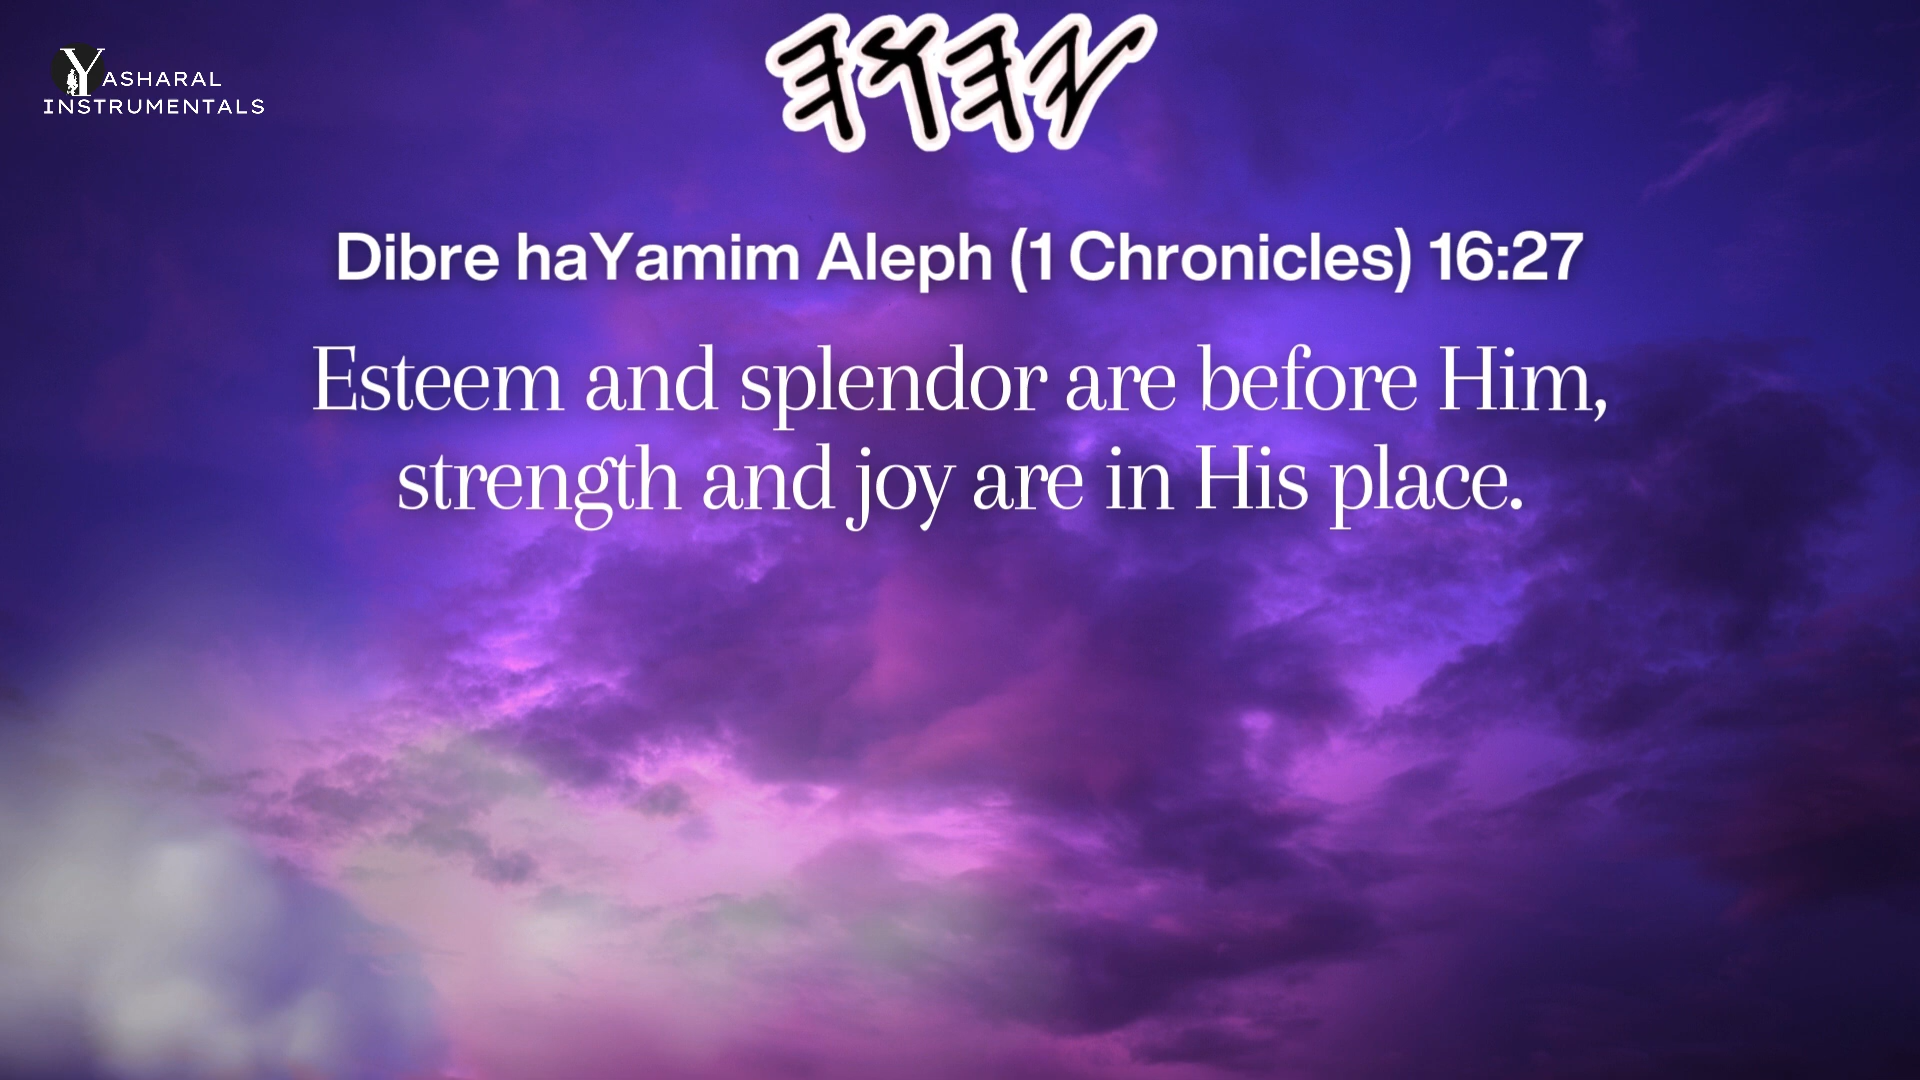 𐤉𐤄𐤅𐤄
YASHARAL
INSTRUMENTALS
Dibre haYamim Aleph (1 Chronicles) 16:27
Esteem and splendor are before Him,
strength and joy are in His place.